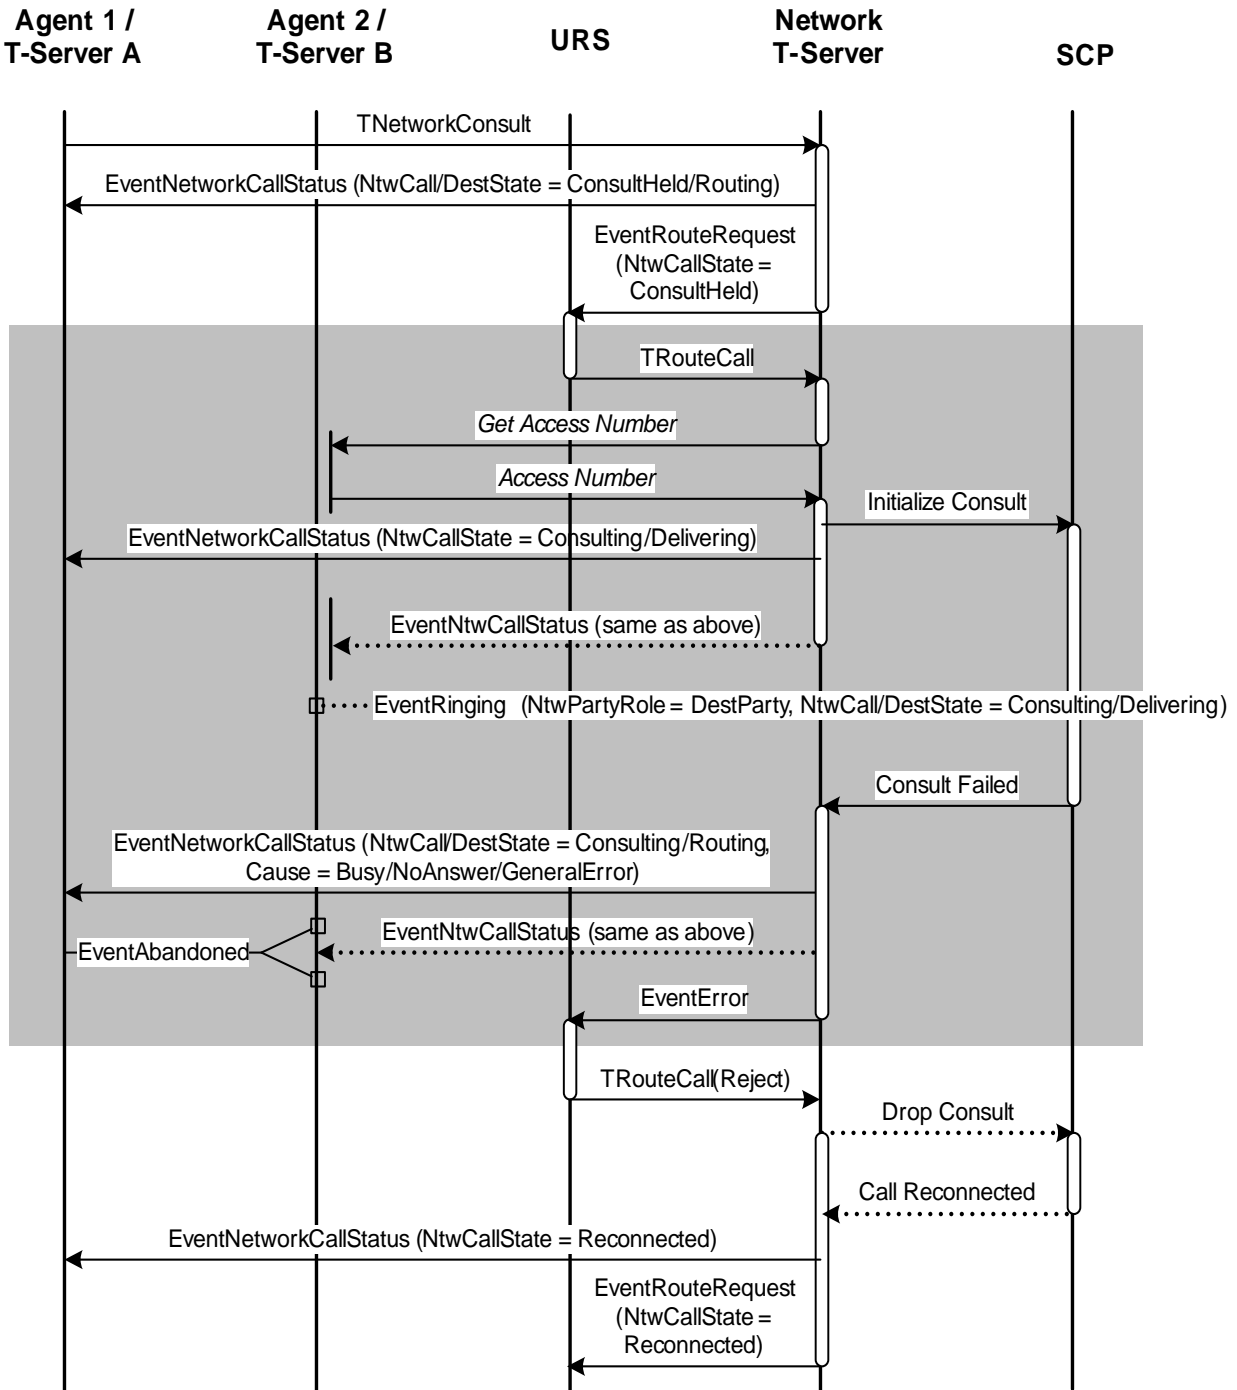 Agent 1 /
T-Server A
Agent 2 /
T-Server B
URS
Network
T-Server
SCP
TNetworkConsult
EventNetworkCallStatus (NtwCall/DestState = ConsultHeld/Routing)
EventRouteRequest
(NtwCallState =
ConsultHeld)
TRouteCall
Get Access Number
Access Number
Initialize Consult
EventNetworkCallStatus (NtwCallState = Consulting/Delivering)
EventNtwCallStatus (same as above)
EventRinging (NtwPartyRole = DestParty, NtwCall/DestState = Consulting/Delivering)
Consult Failed
EventNetworkCallStatus (NtwCall/DestState = Consulting/Routing,
Cause = Busy/NoAnswer/GeneralError)
EventNtwCallStatus (same as above)
EventAbandoned
EventError
TRouteCall(Reject)
Drop Consult
Call Reconnected
EventNetworkCallStatus (NtwCallState = Reconnected)
EventRouteRequest
(NtwCallState =
Reconnected)